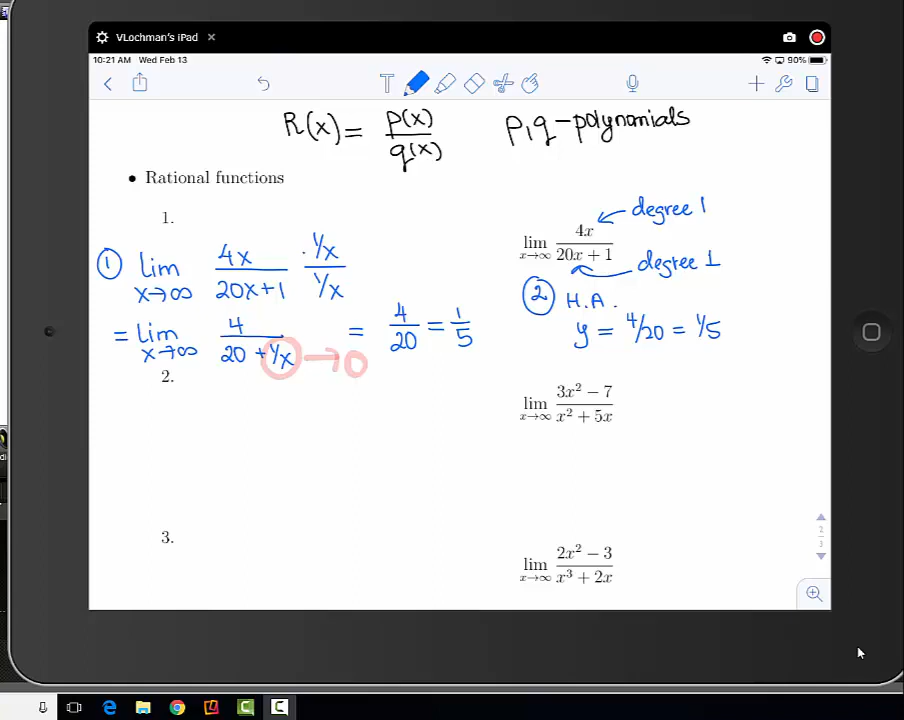 VLochman's iPad ×
10:21 AM Wed Feb 13
90%
T
R(x) = p(x)/q(x) p, q - polynomials
• Rational functions
1.
lim x→∞ 4x/(20x + 1)
degree 1
degree 1
① lim x→∞ 4x/(20x+1) · (1/x)/(1/x)
= lim x→∞ 4/(20 + 1/x) = 4/20 = 1/5
→ 0
② H.A.
y = 4/20 = 1/5
2.
lim x→∞ (3x² − 7)/(x² + 5x)
3.
lim x→∞ (2x² − 3)/(x³ + 2x)
2
3